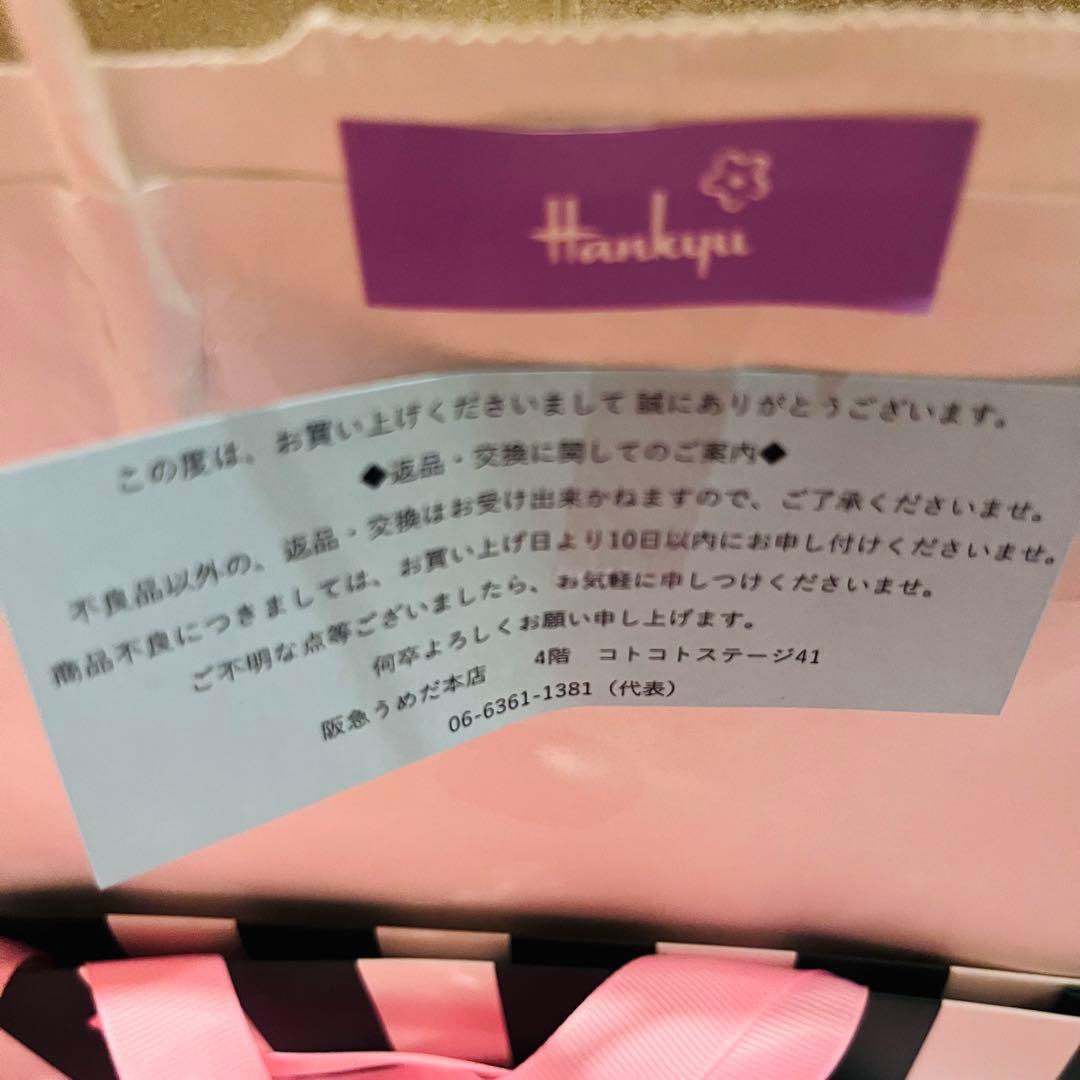 Hankyu
この度は、お買い上げくださいまして 誠にありがとうございます。
◆返品・交換に関してのご案内◆
不良品以外の、返品・交換はお受け出来かねますので、ご了承くださいませ。
商品不良につきましては、お買い上げ日より10日以内にお申し付けくださいませ。
ご不明な点等ございましたら、お気軽に申しつけくださいませ。
何卒よろしくお願い申し上げます。
阪急うめだ本店 4階 コトコトステージ41
06-6361-1381（代表）